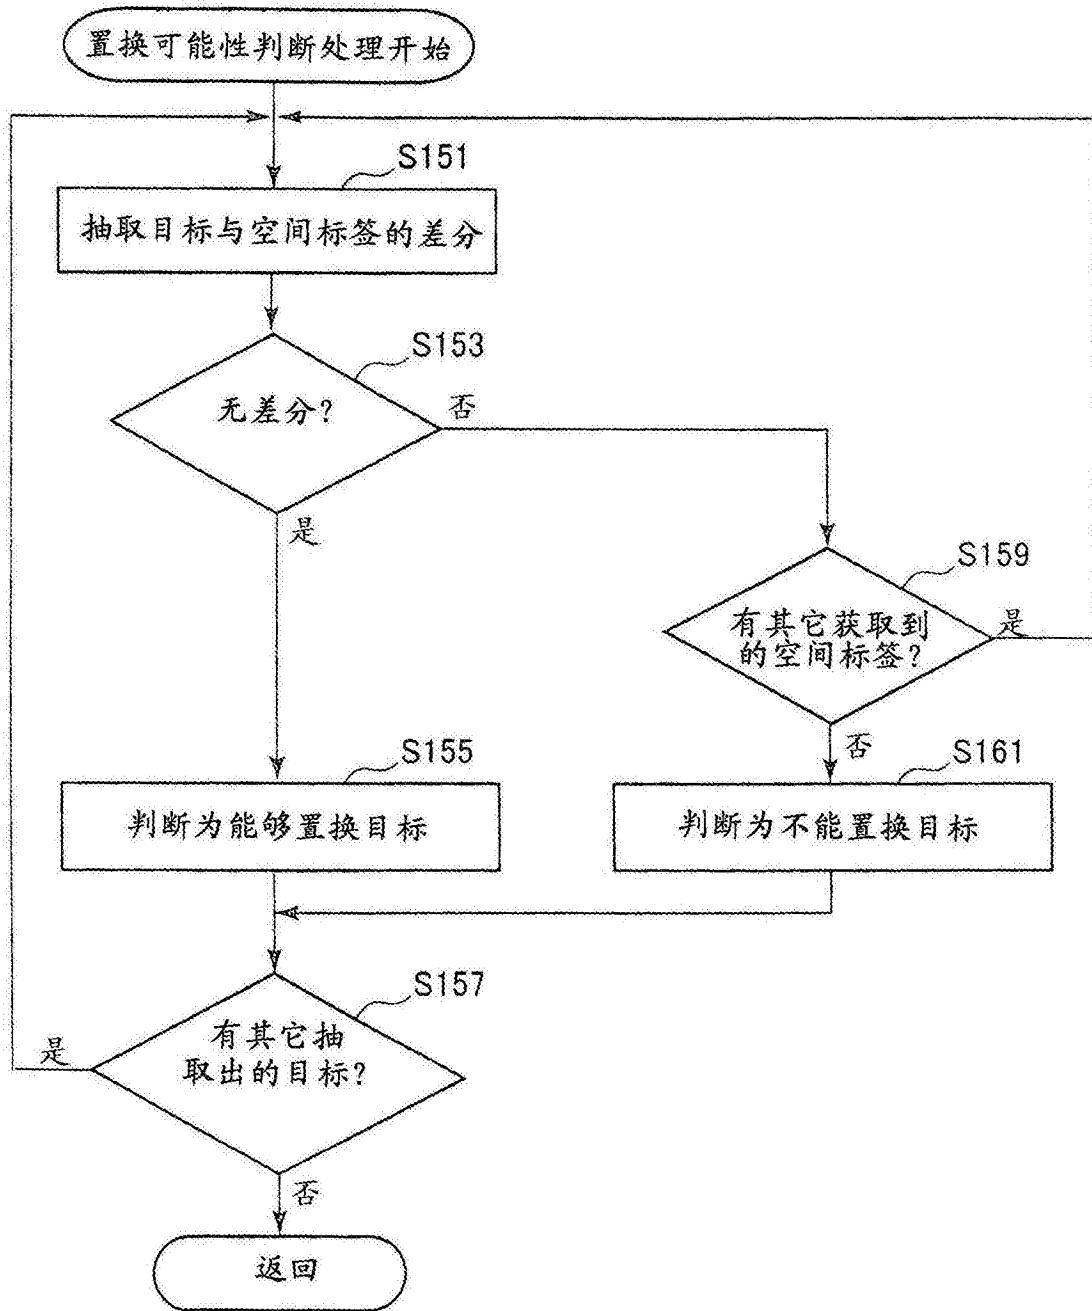 置换可能性判断处理开始
S151
抽取目标与空间标签的差分
S153
无差分?
否
是
S159
有其它获取到
的空间标签?
是
否
S155
判断为能够置换目标
S161
判断为不能置换目标
S157
有其它抽
取出的目标?
是
否
返回